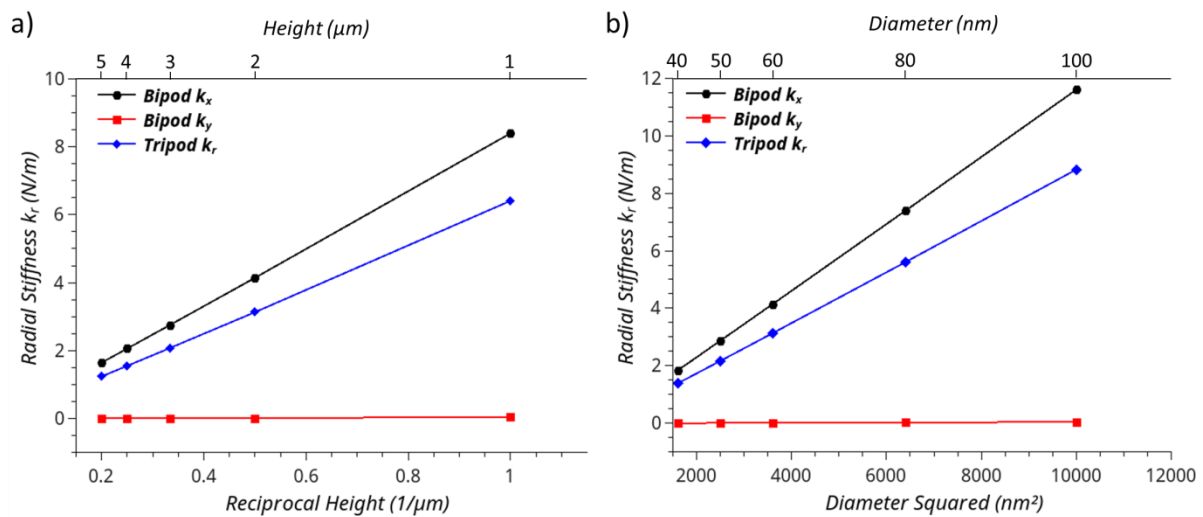 a)
Height (μm)
5 4 3 2 1
10
8
6
4
2
0
Radial Stiffness kr (N/m)
Bipod kx
Bipod ky
Tripod kr
0.2 0.4 0.6 0.8 1
Reciprocal Height (1/μm)
b)
Diameter (nm)
40 50 60 80 100
12
10
8
6
4
2
0
Radial Stiffness kr (N/m)
Bipod kx
Bipod ky
Tripod kr
2000 4000 6000 8000 10000 12000
Diameter Squared (nm²)